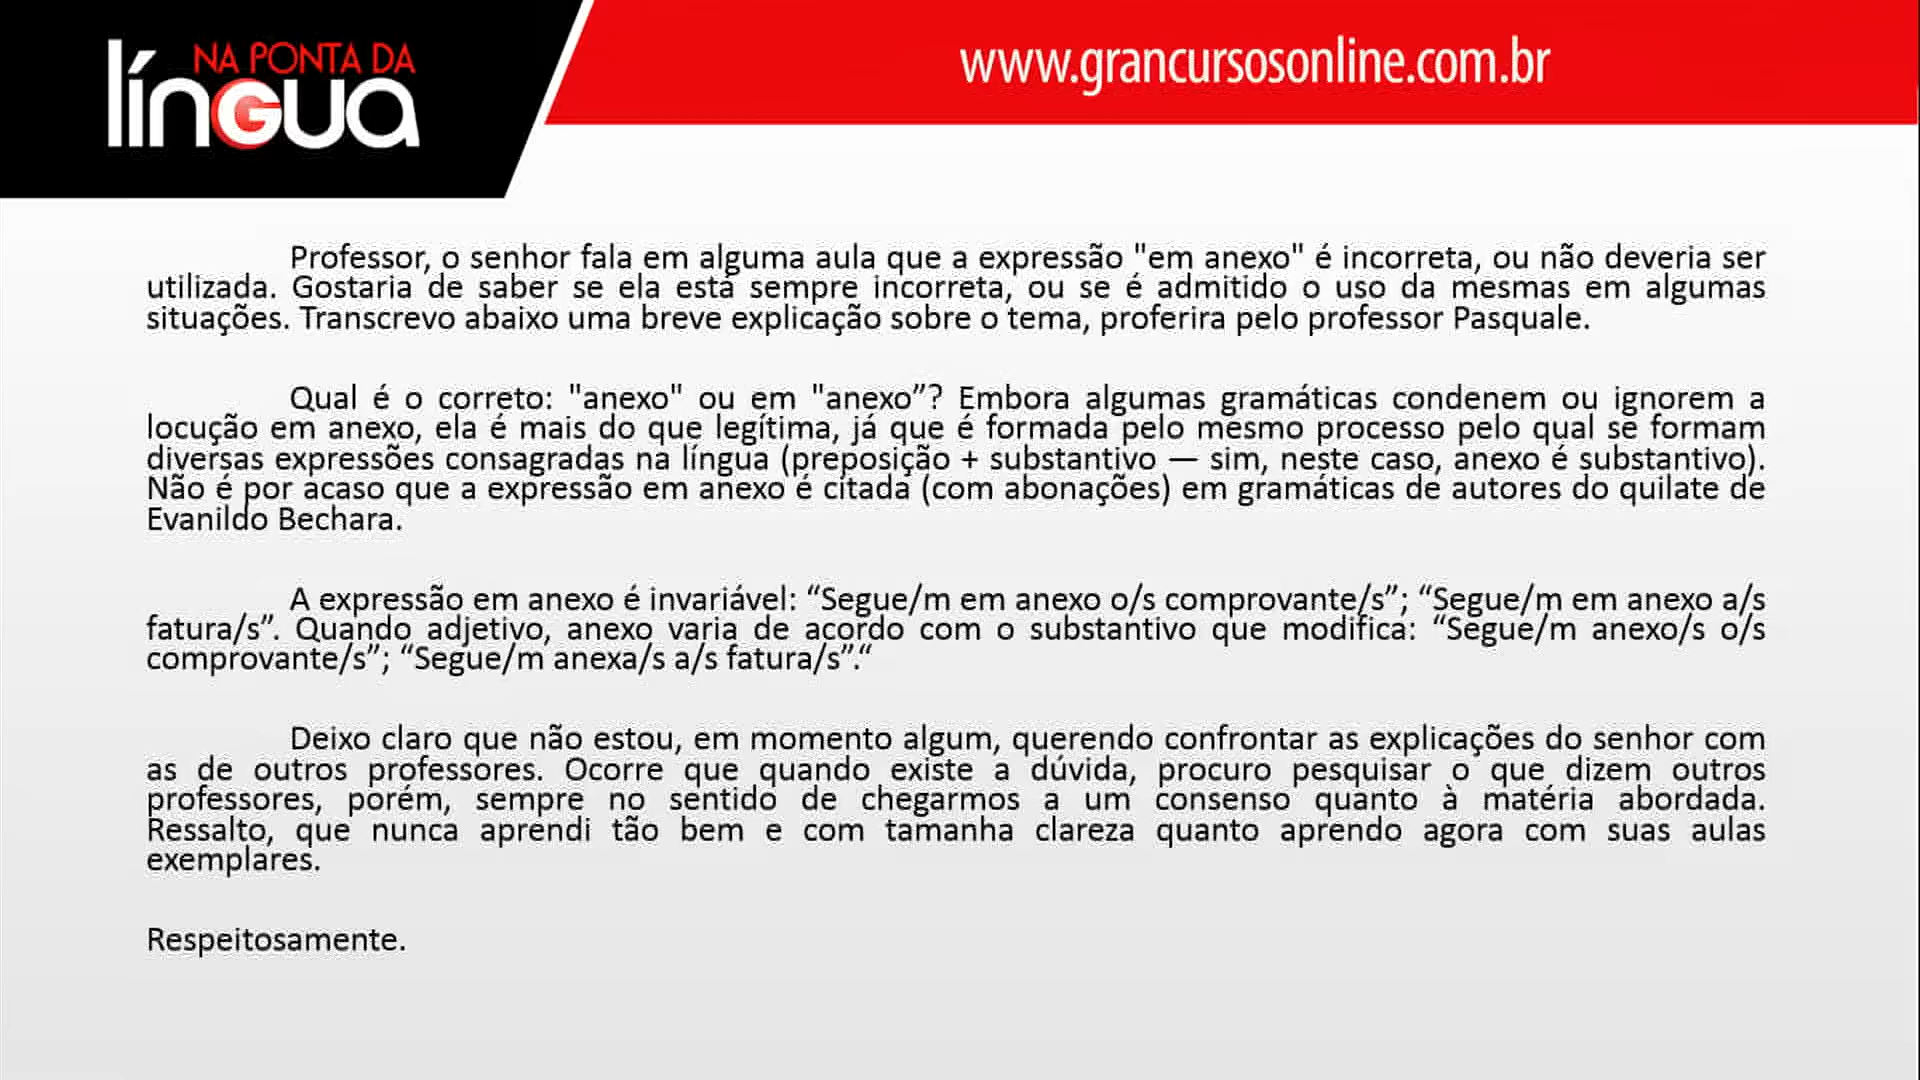 NA PONTA DA
línGUA
www.grancursosonline.com.br
Professor, o senhor fala em alguma aula que a expressão "em anexo" é incorreta, ou não deveria ser
utilizada. Gostaria de saber se ela está sempre incorreta, ou se é admitido o uso da mesmas em algumas
situações. Transcrevo abaixo uma breve explicação sobre o tema, proferira pelo professor Pasquale.
Qual é o correto: "anexo" ou em "anexo”? Embora algumas gramáticas condenem ou ignorem a
locução em anexo, ela é mais do que legítima, já que é formada pelo mesmo processo pelo qual se formam
diversas expressões consagradas na língua (preposição + substantivo — sim, neste caso, anexo é substantivo).
Não é por acaso que a expressão em anexo é citada (com abonações) em gramáticas de autores do quilate de
Evanildo Bechara.
A expressão em anexo é invariável: “Segue/m em anexo o/s comprovante/s”; “Segue/m em anexo a/s
fatura/s”. Quando adjetivo, anexo varia de acordo com o substantivo que modifica: “Segue/m anexo/s o/s
comprovante/s”; “Segue/m anexa/s a/s fatura/s”.“
Deixo claro que não estou, em momento algum, querendo confrontar as explicações do senhor com
as de outros professores. Ocorre que quando existe a dúvida, procuro pesquisar o que dizem outros
professores, porém, sempre no sentido de chegarmos a um consenso quanto à matéria abordada.
Ressalto, que nunca aprendi tão bem e com tamanha clareza quanto aprendo agora com suas aulas
exemplares.
Respeitosamente.